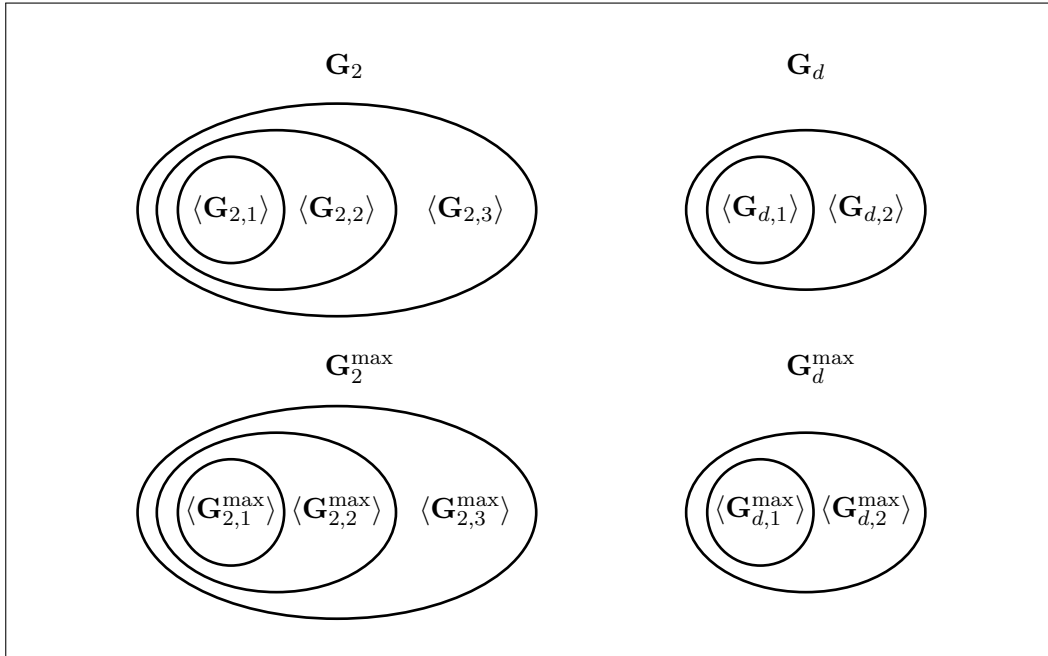 G_2 G_d
⟨G_{2,1}⟩ ⟨G_{2,2}⟩ ⟨G_{2,3}⟩ ⟨G_{d,1}⟩ ⟨G_{d,2}⟩
G_2^{max} G_d^{max}
⟨G_{2,1}^{max}⟩ ⟨G_{2,2}^{max}⟩ ⟨G_{2,3}^{max}⟩ ⟨G_{d,1}^{max}⟩ ⟨G_{d,2}^{max}⟩